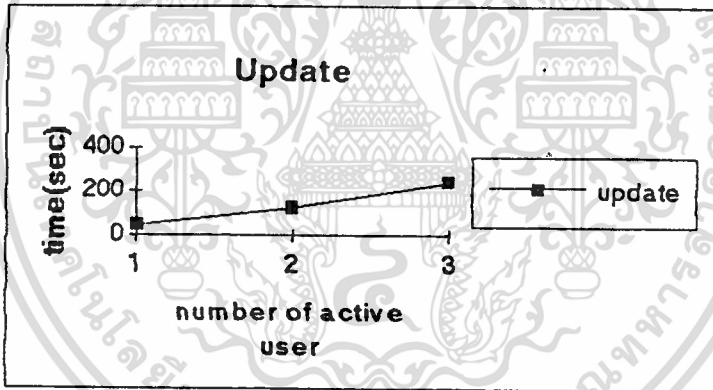 Update
time(sec)
400
200
0
1
2
3
number of active
user
update